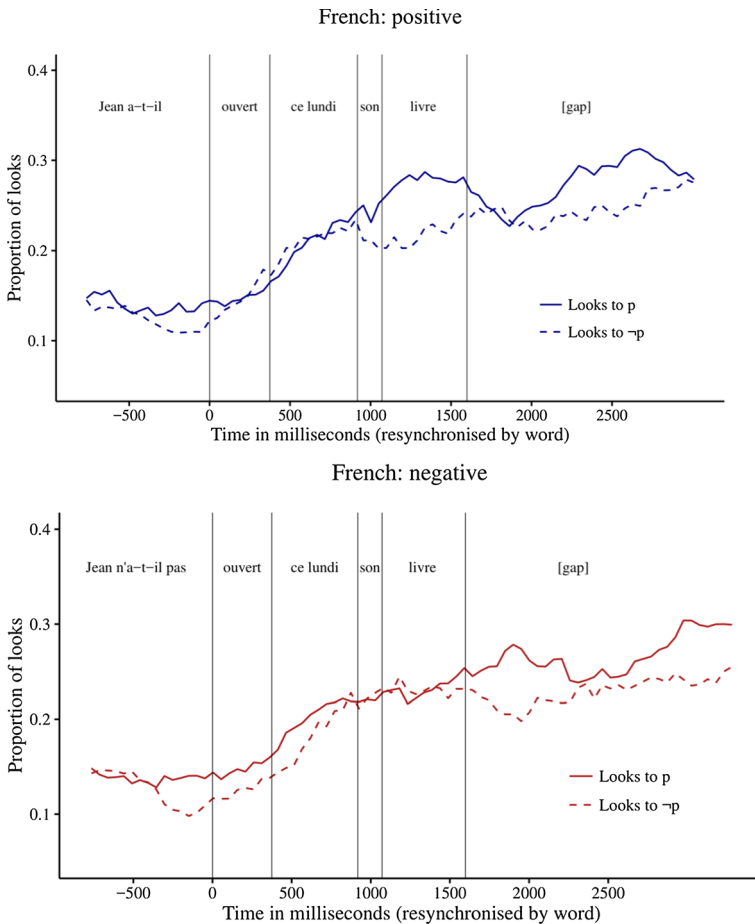 French: positive
0.4
Jean a−t−il ouvert ce lundi son livre [gap]
0.3
Proportion of looks
0.2
Looks to p
Looks to ¬p
0.1
−500 0 500 1000 1500 2000 2500
Time in milliseconds (resynchronised by word)
French: negative
0.4
Jean n'a−t−il pas ouvert ce lundi son livre [gap]
0.3
Proportion of looks
0.2
Looks to p
Looks to ¬p
0.1
−500 0 500 1000 1500 2000 2500
Time in milliseconds (resynchronised by word)